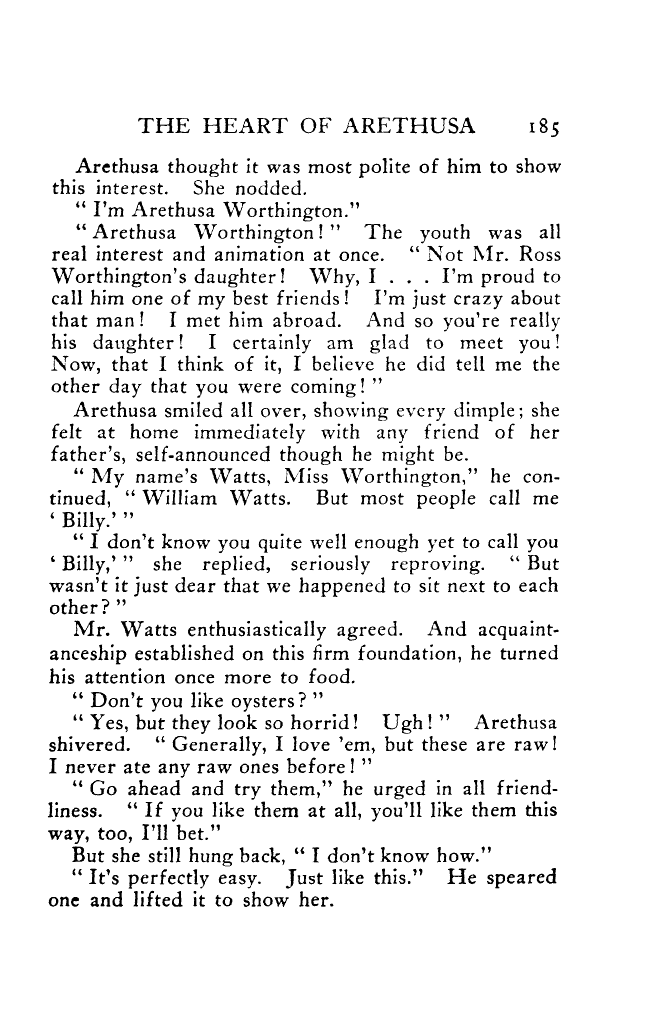 THE HEART OF ARETHUSA 185
Arethusa thought it was most polite of him to show
this interest. She nodded.
" I'm Arethusa Worthington."
" Arethusa Worthington ! " The youth was all
real interest and animation at once. " Not Mr. Ross
Worthington's daughter ! Why, I . . . I'm proud to
call him one of my best friends ! I'm just crazy about
that man ! I met him abroad. And so you're really
his daughter ! I certainly am glad to meet you !
Now, that I think of it, I believe he did tell me the
other day that you were coming ! "
Arethusa smiled all over, showing every dimple ; she
felt at home immediately with any friend of her
father's, self-announced though he might be.
" My name's Watts, Miss Worthington," he con-
tinued, " William Watts. But most people call me
' Billy.' "
" I don't know you quite well enough yet to call you
' Billy,' " she replied, seriously reproving. " But
wasn't it just dear that we happened to sit next to each
other ? "
Mr. Watts enthusiastically agreed. And acquaint-
anceship established on this firm foundation, he turned
his attention once more to food.
" Don't you like oysters ? "
" Yes, but they look so horrid ! Ugh ! " Arethusa
shivered. " Generally, I love 'em, but these are raw !
I never ate any raw ones before ! "
" Go ahead and try them," he urged in all friend-
liness. " If you like them at all, you'll like them this
way, too, I'll bet."
But she still hung back, " I don't know how."
" It's perfectly easy. Just like this." He speared
one and lifted it to show her.